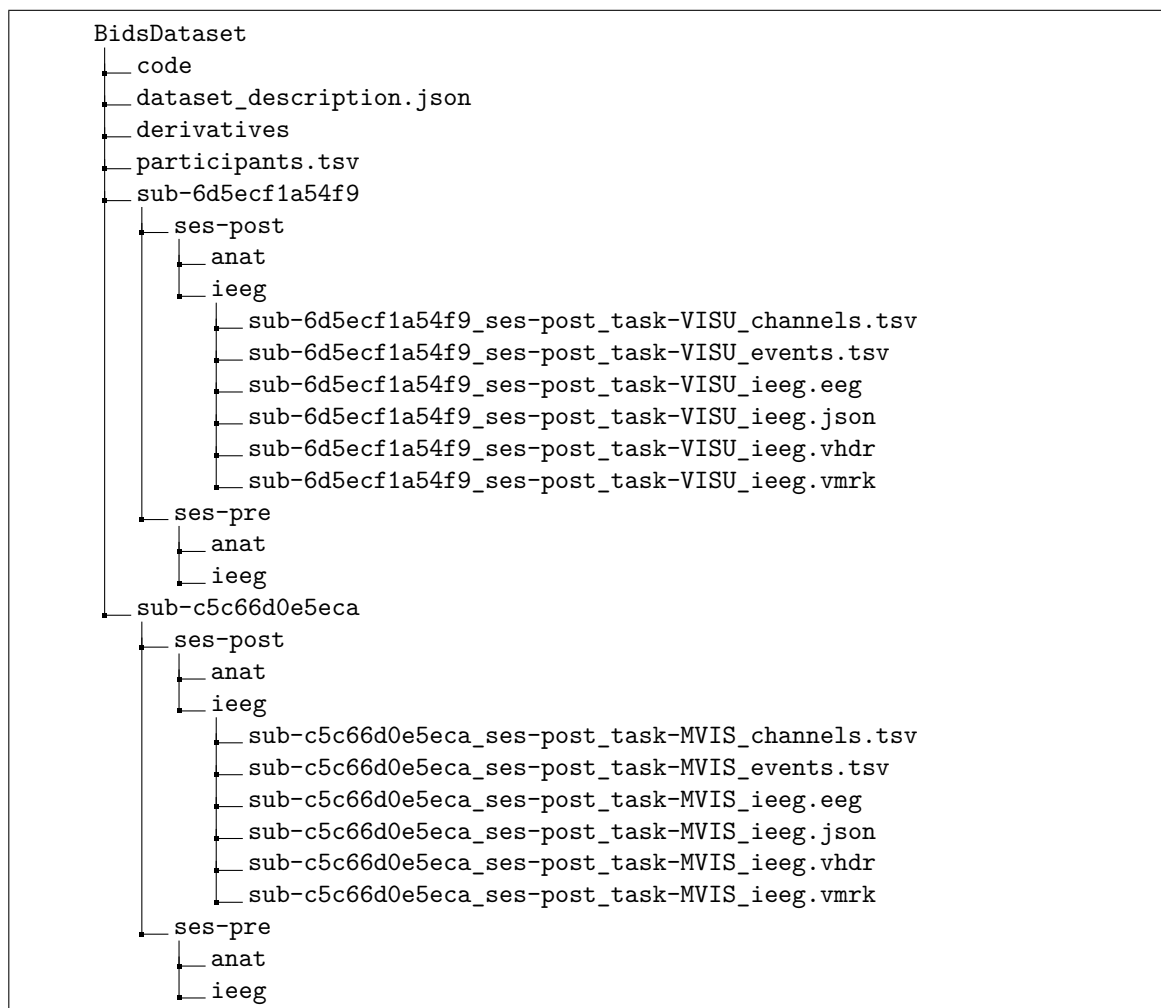 BidsDataset
code
dataset_description.json
derivatives
participants.tsv
sub-6d5ecf1a54f9
ses-post
anat
ieeg
sub-6d5ecf1a54f9_ses-post_task-VISU_channels.tsv
sub-6d5ecf1a54f9_ses-post_task-VISU_events.tsv
sub-6d5ecf1a54f9_ses-post_task-VISU_ieeg.eeg
sub-6d5ecf1a54f9_ses-post_task-VISU_ieeg.json
sub-6d5ecf1a54f9_ses-post_task-VISU_ieeg.vhdr
sub-6d5ecf1a54f9_ses-post_task-VISU_ieeg.vmrk
ses-pre
anat
ieeg
sub-c5c66d0e5eca
ses-post
anat
ieeg
sub-c5c66d0e5eca_ses-post_task-MVIS_channels.tsv
sub-c5c66d0e5eca_ses-post_task-MVIS_events.tsv
sub-c5c66d0e5eca_ses-post_task-MVIS_ieeg.eeg
sub-c5c66d0e5eca_ses-post_task-MVIS_ieeg.json
sub-c5c66d0e5eca_ses-post_task-MVIS_ieeg.vhdr
sub-c5c66d0e5eca_ses-post_task-MVIS_ieeg.vmrk
ses-pre
anat
ieeg